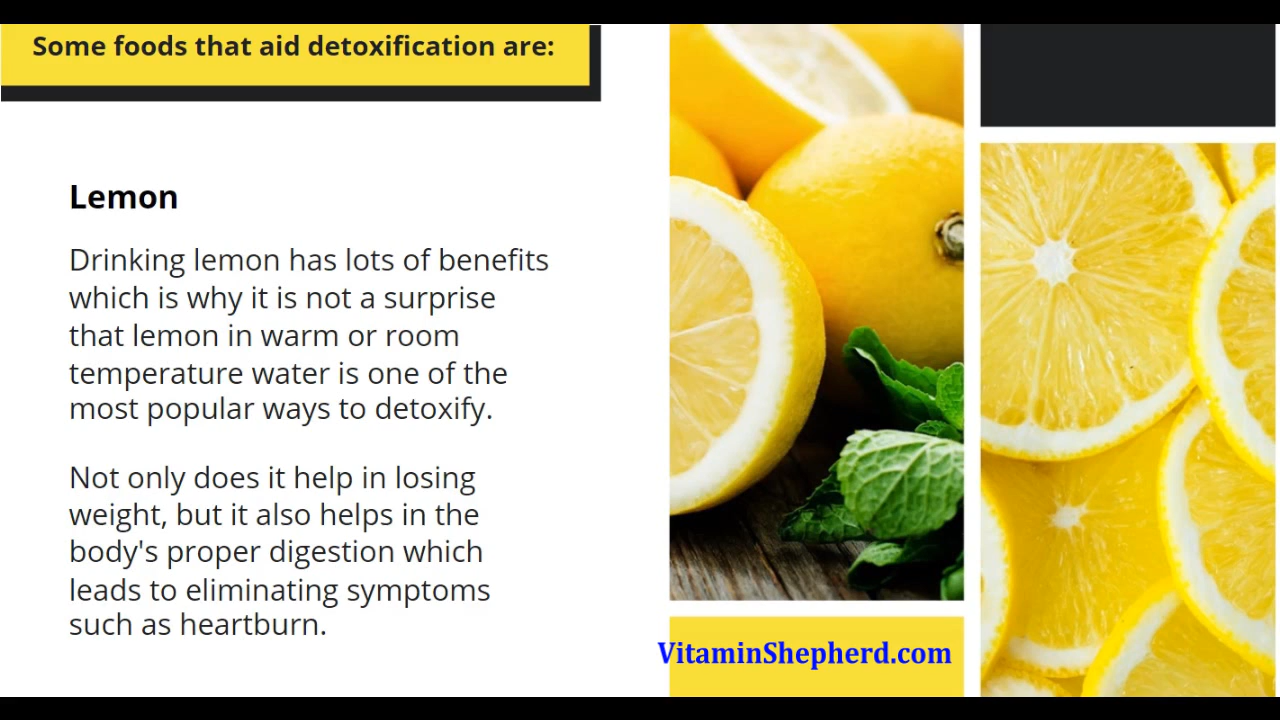 Some foods that aid detoxification are:
Lemon
Drinking lemon has lots of benefits
which is why it is not a surprise
that lemon in warm or room
temperature water is one of the
most popular ways to detoxify.
Not only does it help in losing
weight, but it also helps in the
body's proper digestion which
leads to eliminating symptoms
such as heartburn.
VitaminShepherd.com